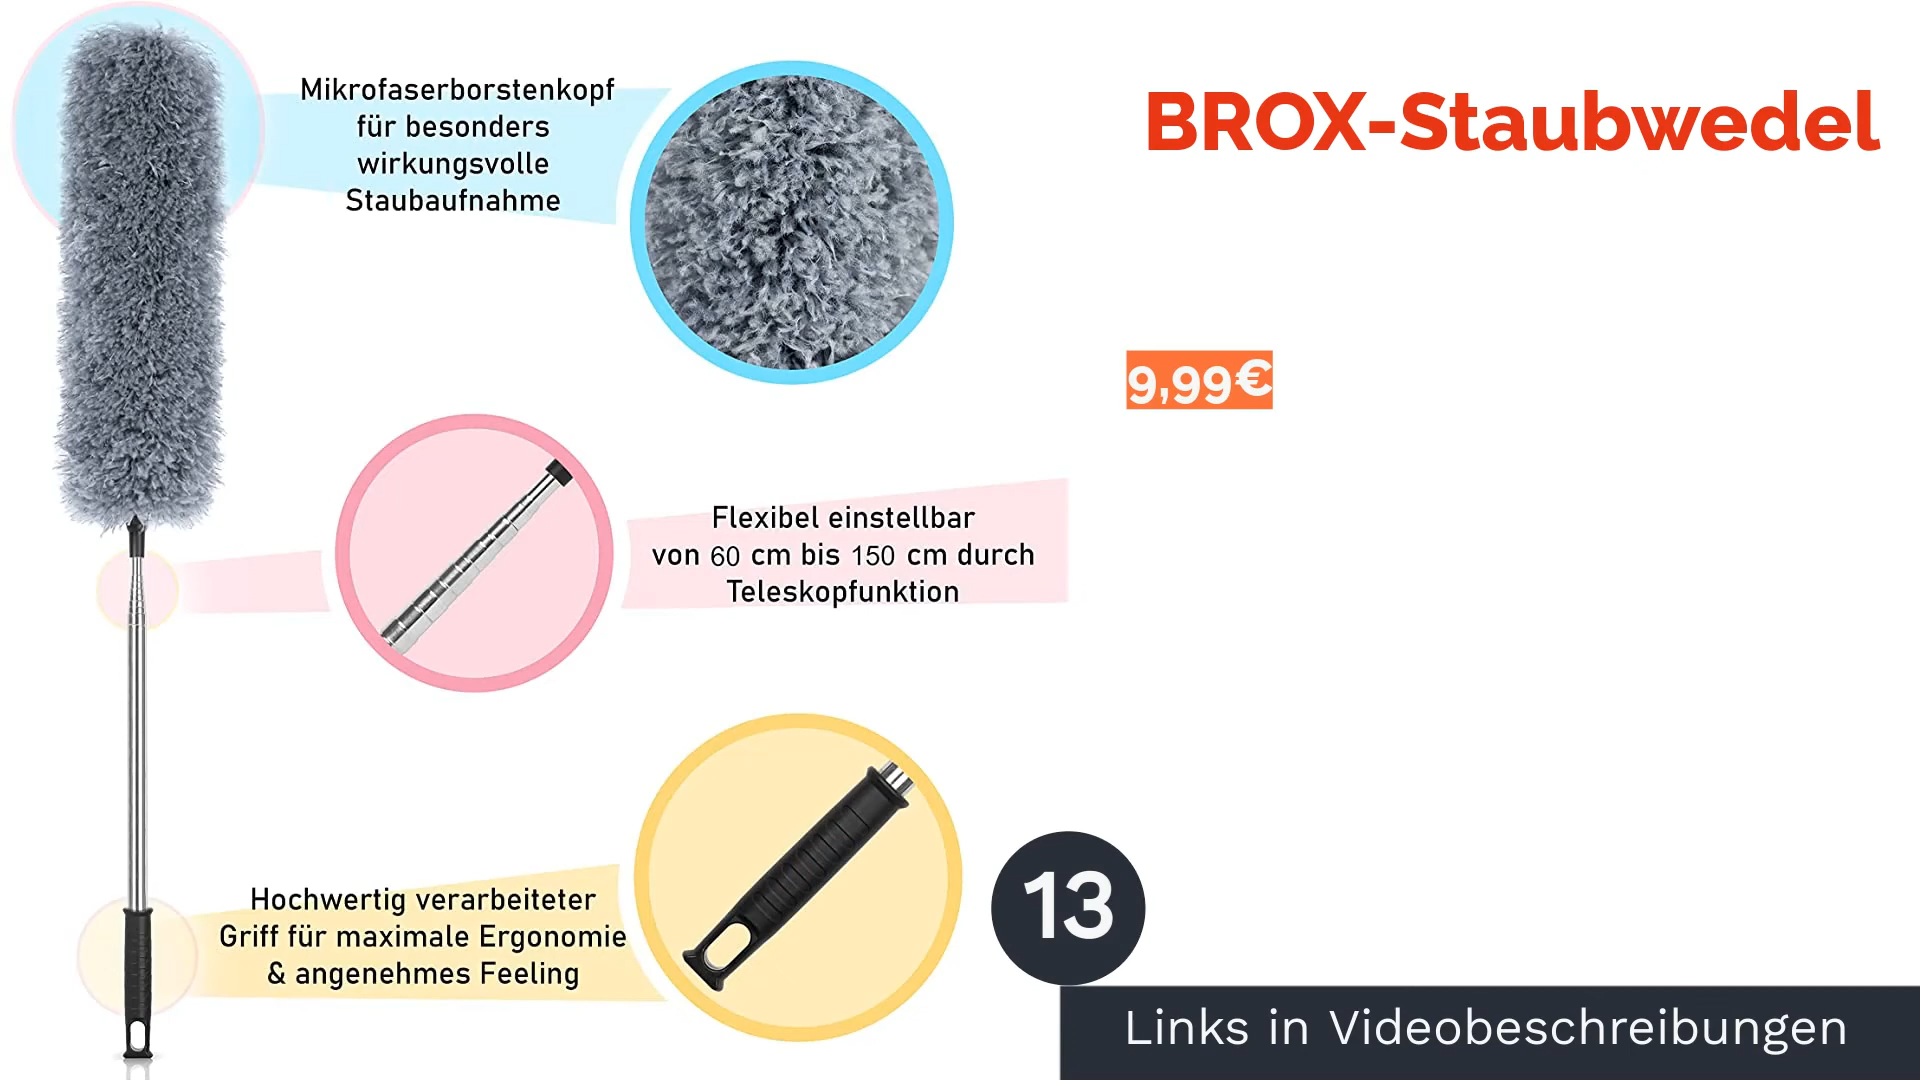 Mikrofaserborstenkopf
für besonders
wirkungsvolle
Staubaufnahme
BROX-Staubwedel
9,99€
Flexibel einstellbar
von 60 cm bis 150 cm durch
Teleskopfunktion
Hochwertig verarbeiteter
Griff für maximale Ergonomie
& angenehmes Feeling
13
Links in Videobeschreibungen